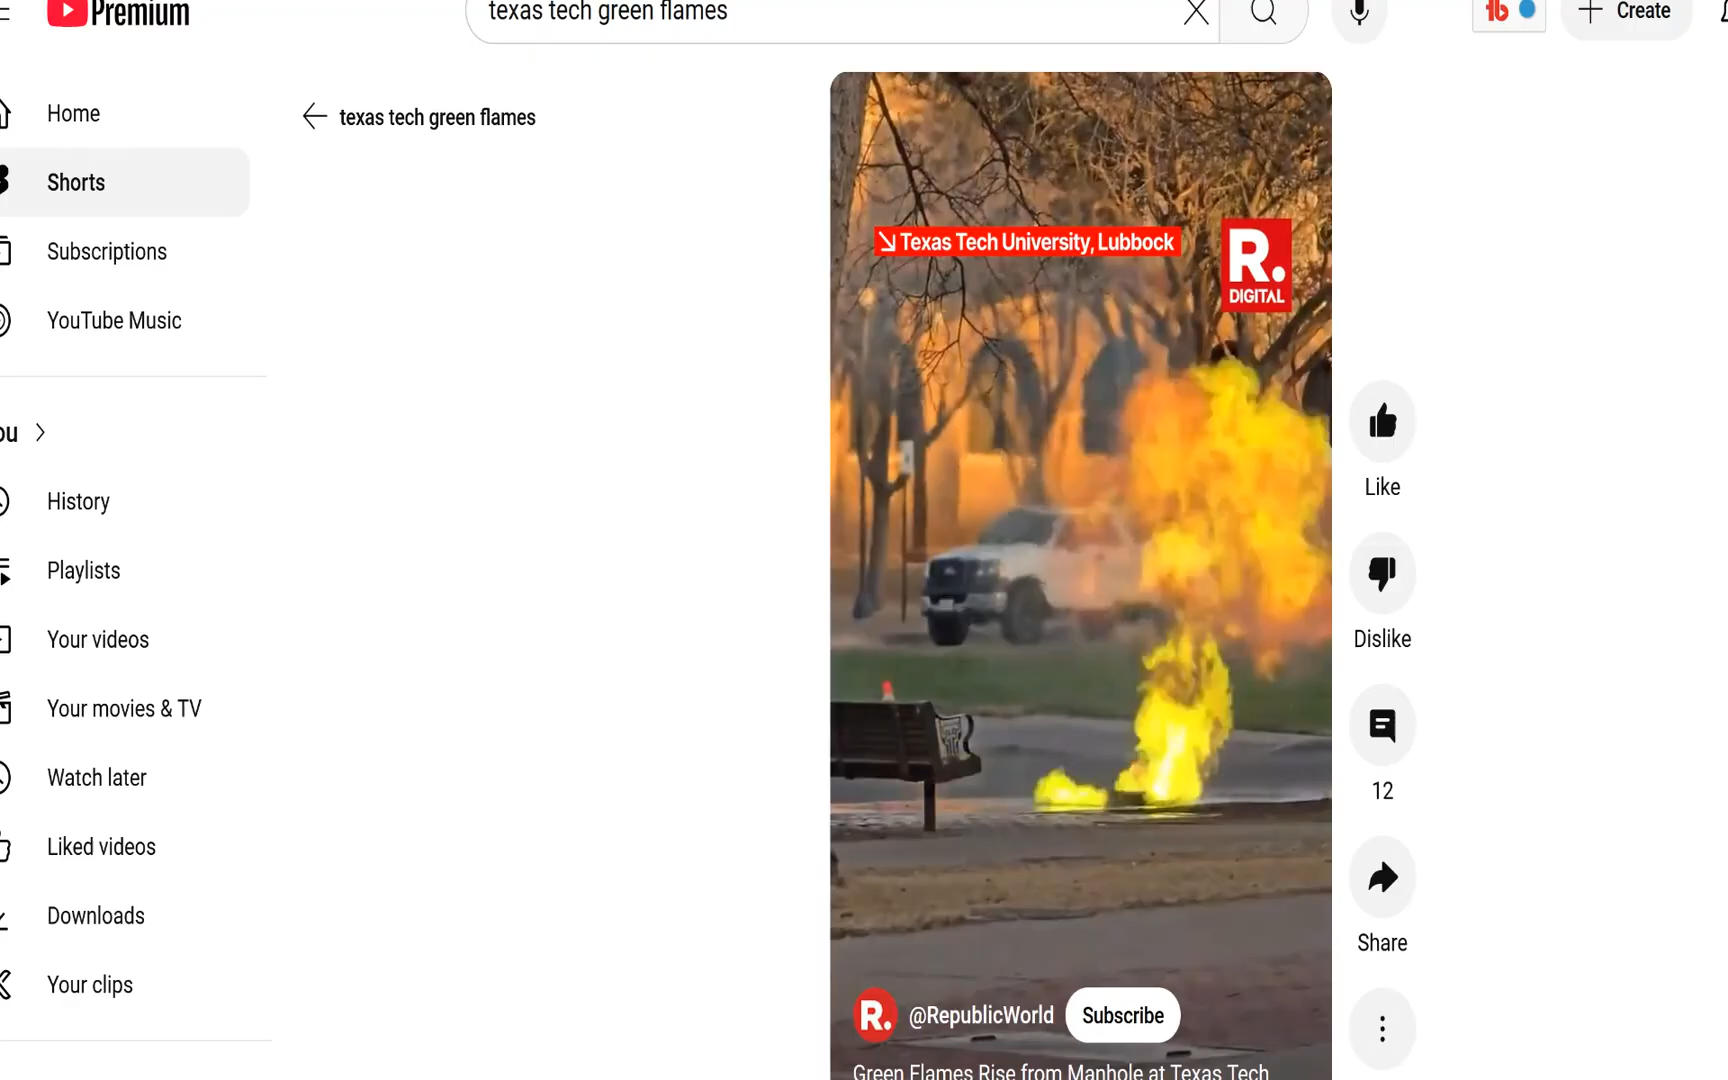 Premium
texas tech green flames
Create
Home
texas tech green flames
Shorts
Subscriptions
YouTube Music
ou
History
Playlists
Your videos
Your movies & TV
Watch later
Liked videos
Downloads
Your clips
Texas Tech University, Lubbock
R.
DIGITAL
Like
Dislike
12
Share
R.
@RepublicWorld
Subscribe
Green Flames Rise from Manhole at Texas Tech